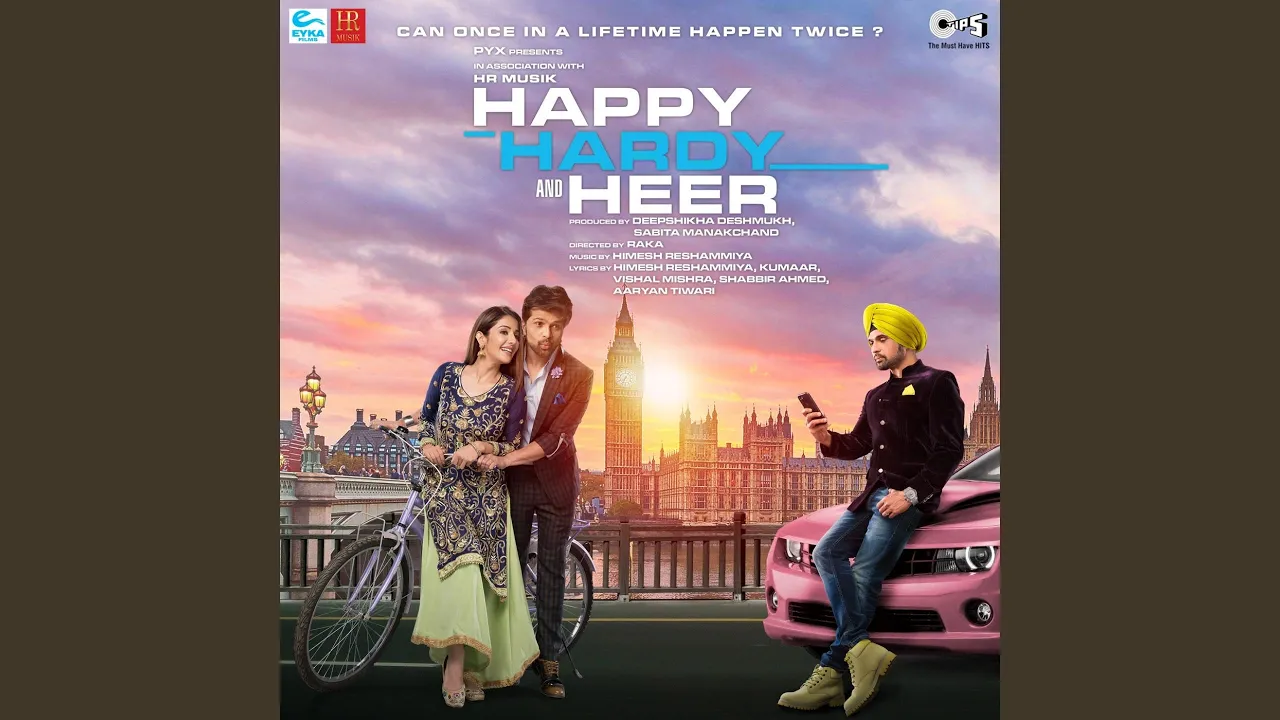 EYKA
FILMS
HR
MUSIK
CAN ONCE IN A LIFETIME HAPPEN TWICE ?
TIPS
The Must Have HITS
PYX PRESENTS
IN ASSOCIATION WITH
HR MUSIK
HAPPY
HARDY
AND HEER
PRODUCED BY DEEPSHIKHA DESHMUKH,
SABITA MANAKCHAND
DIRECTED BY RAKA
MUSIC BY HIMESH RESHAMMIYA
LYRICS BY HIMESH RESHAMMIYA, KUMAAR,
VISHAL MISHRA, SHABBIR AHMED,
AARYAN TIWARI